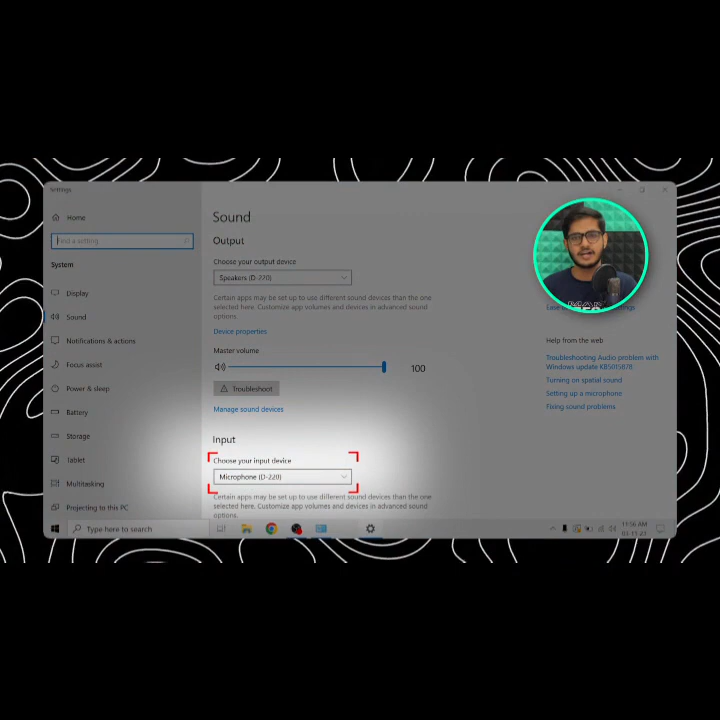 Settings
Home
Find a setting
System
Display
Sound
Notifications & actions
Focus assist
Power & sleep
Battery
Storage
Tablet
Multitasking
Projecting to this PC
Sound
Output
Choose your output device
Speakers (D-220)
Certain apps may be set up to use different sound devices than the one
selected here. Customize app volumes and devices in advanced sound
options.
Device properties
Master volume
100
Troubleshoot
Manage sound devices
Input
Choose your input device
Microphone (D-220)
Certain apps may be set up to use different sound devices than the one
selected here. Customize app volumes and devices in advanced sound
options.
Help from the web
Troubleshooting Audio problem with
Windows update KB5015878
Turning on spatial sound
Setting up a microphone
Fixing sound problems
Type here to search
11:56 AM